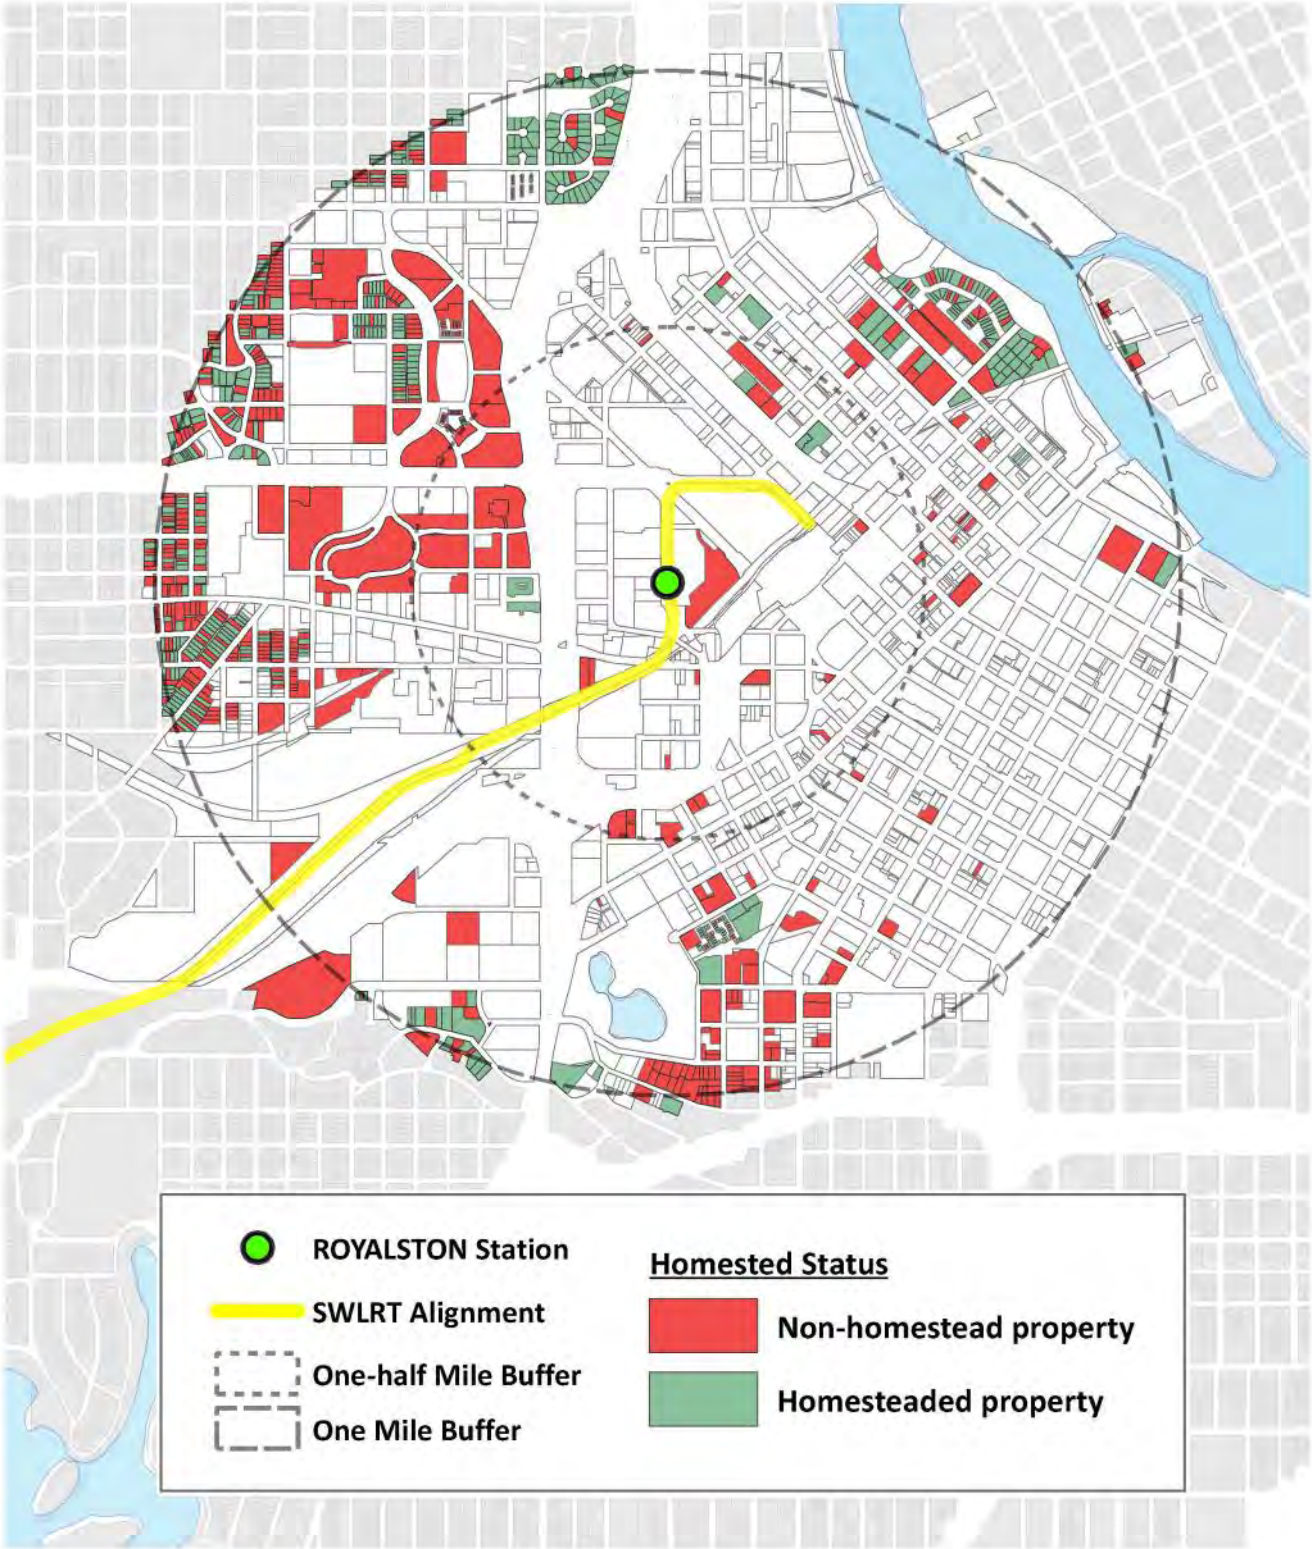 ROYALSTON Station
SWLRT Alignment
One-half Mile Buffer
One Mile Buffer
Homested Status
Non-homestead property
Homesteaded property